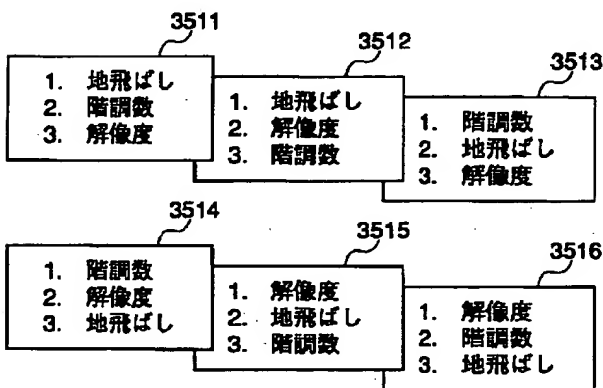 3511
1. 地飛ばし
2. 階調数
3. 解像度
3512
1. 地飛ばし
2. 解像度
3. 階調数
3513
1. 階調数
2. 地飛ばし
3. 解像度
3514
1. 階調数
2. 解像度
3. 地飛ばし
3515
1. 解像度
2. 地飛ばし
3. 階調数
3516
1. 解像度
2. 階調数
3. 地飛ばし